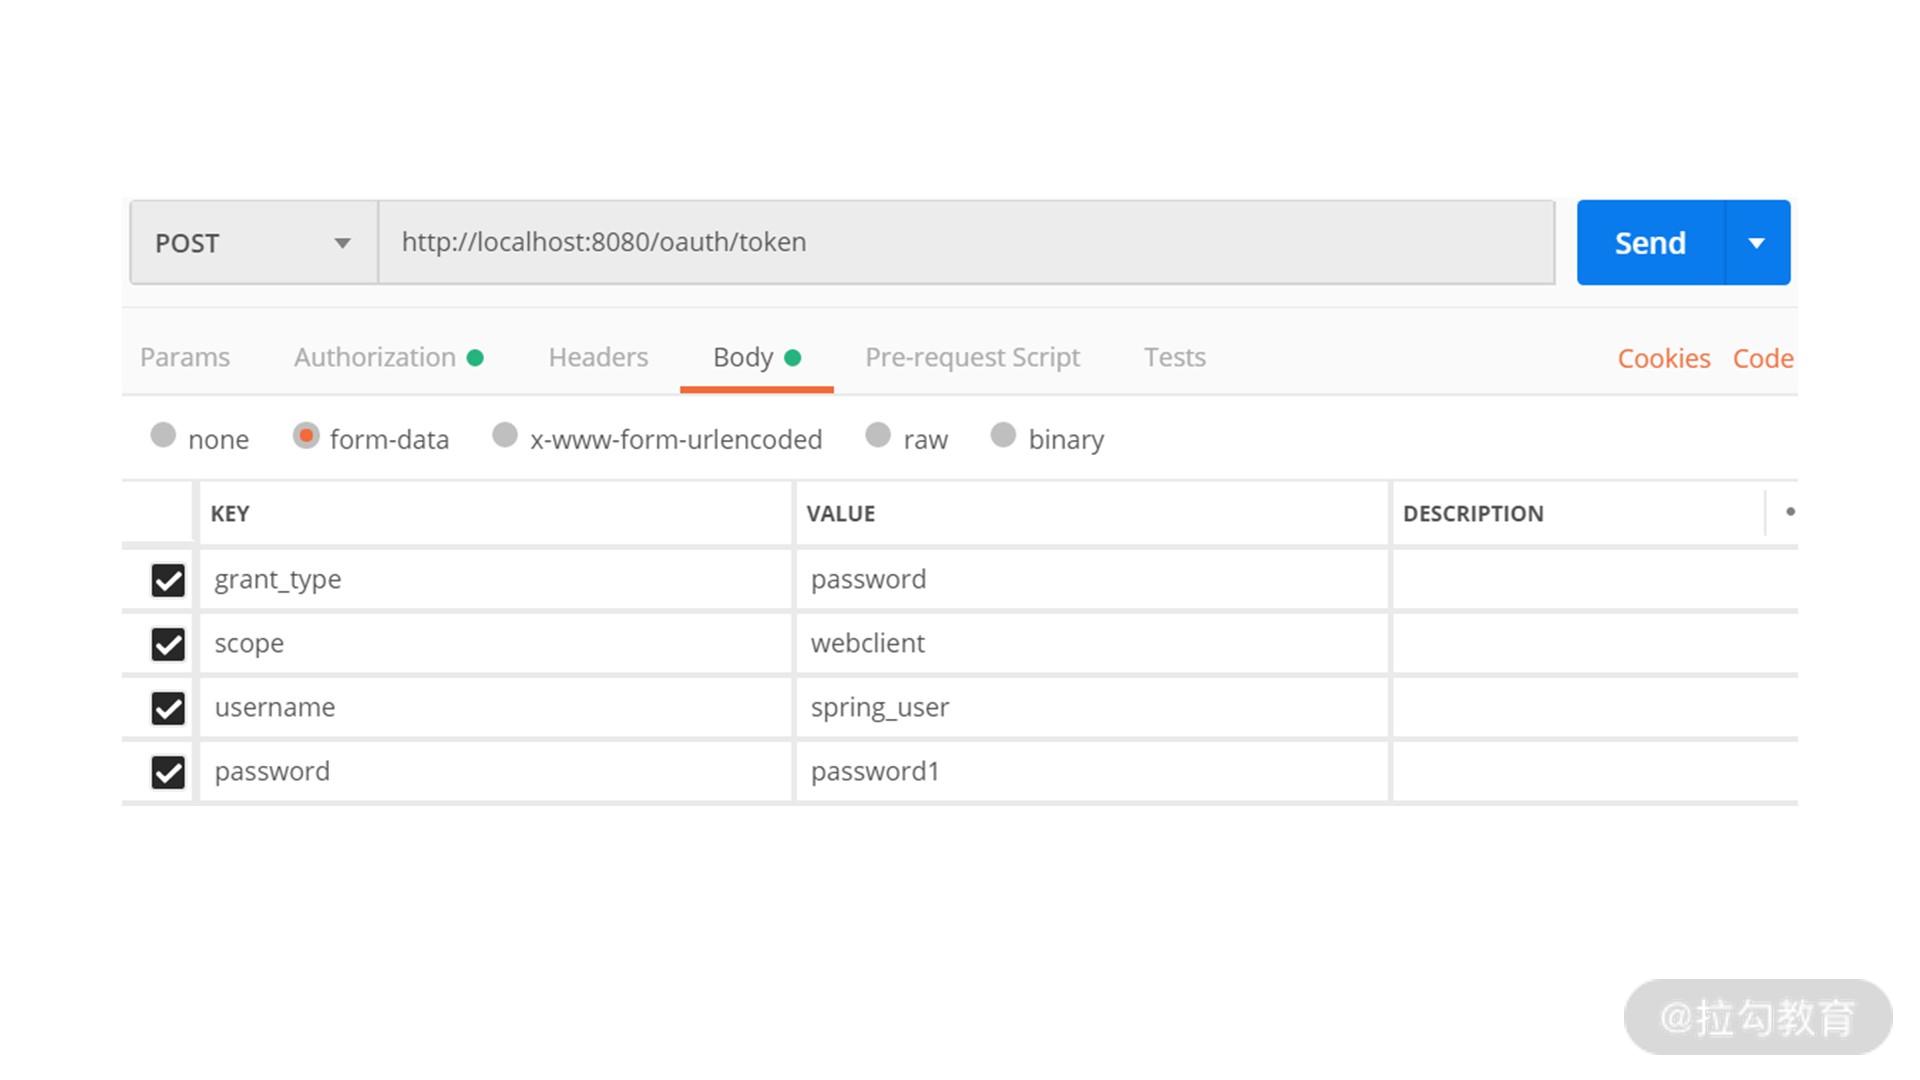 POST http://localhost:8080/oauth/token Send
Params Authorization Headers Body Pre-request Script Tests Cookies Code
none form-data x-www-form-urlencoded raw binary
KEY VALUE DESCRIPTION
grant_type password
scope webclient
username spring_user
password password1
@拉勾教育